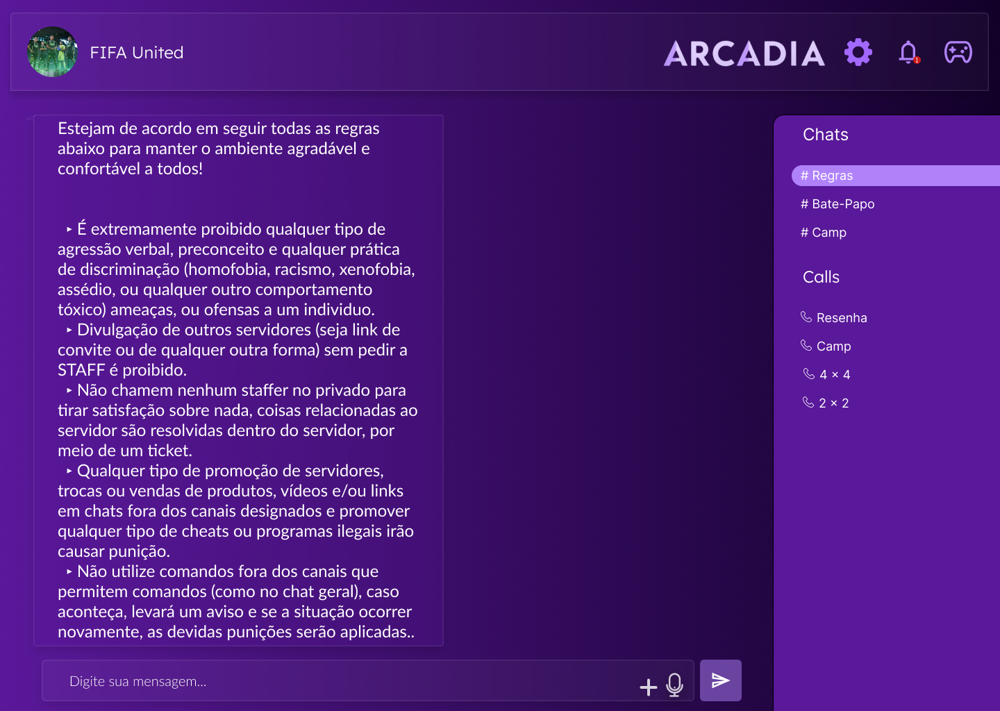 FIFA United
ARCADIA
1
Estejam de acordo em seguir todas as regras
abaixo para manter o ambiente agradável e
confortável a todos!
‣ É extremamente proibido qualquer tipo de
agressão verbal, preconceito e qualquer prática
de discriminação (homofobia, racismo, xenofobia,
assédio, ou qualquer outro comportamento
tóxico) ameaças, ou ofensas a um individuo.
‣ Divulgação de outros servidores (seja link de
convite ou de qualquer outra forma) sem pedir a
STAFF é proibido.
‣ Não chamem nenhum staffer no privado para
tirar satisfação sobre nada, coisas relacionadas ao
servidor são resolvidas dentro do servidor, por
meio de um ticket.
‣ Qualquer tipo de promoção de servidores,
trocas ou vendas de produtos, vídeos e/ou links
em chats fora dos canais designados e promover
qualquer tipo de cheats ou programas ilegais irão
causar punição.
‣ Não utilize comandos fora dos canais que
permitem comandos (como no chat geral), caso
aconteça, levará um aviso e se a situação ocorrer
novamente, as devidas punições serão aplicadas..
Digite sua mensagem...
Chats
# Regras
# Bate-Papo
# Camp
Calls
Resenha
Camp
4 × 4
2 × 2